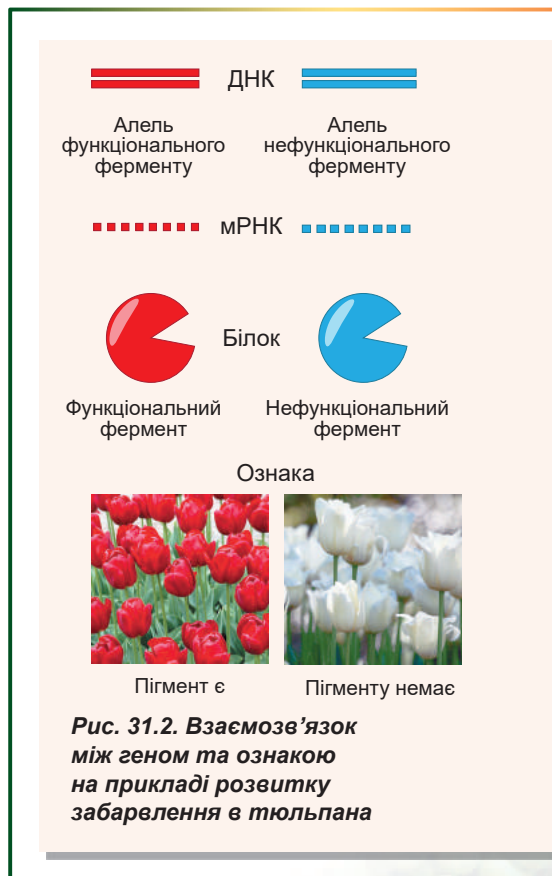 ДНК
Алель
функціонального
ферменту
Алель
нефункціонального
ферменту
мРНК
Білок
Функціональний
фермент
Нефункціональний
фермент
Ознака
Пігмент є
Пігменту немає
Рис. 31.2. Взаємозв’язок
між геном та ознакою
на прикладі розвитку
забарвлення в тюльпана